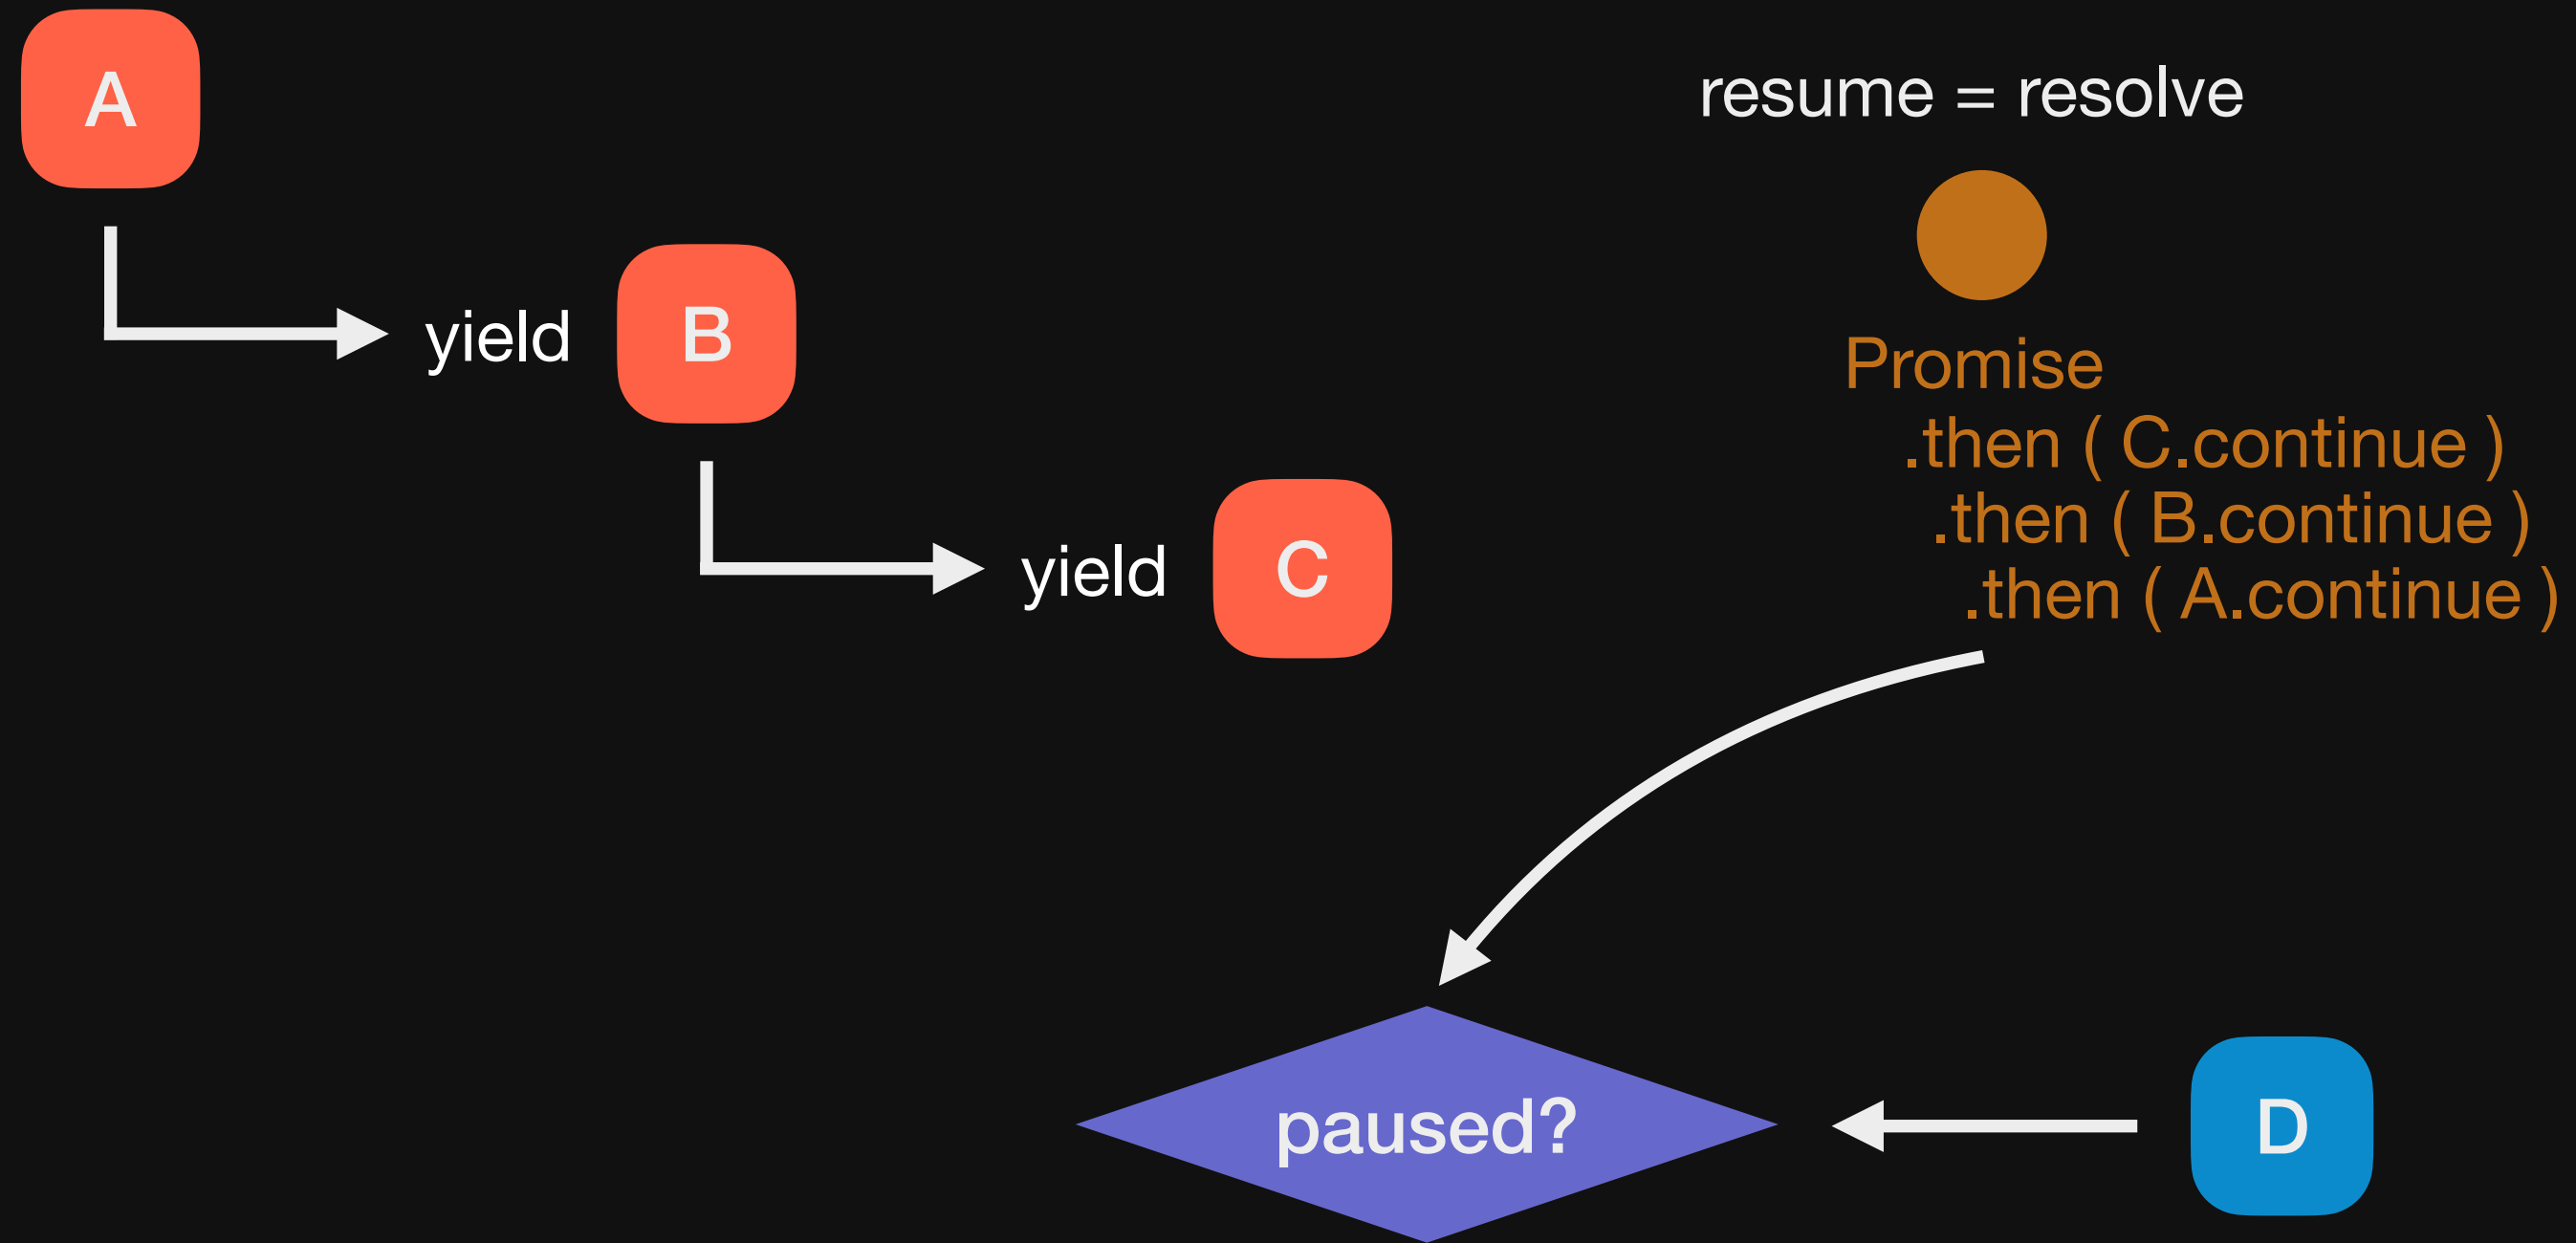 A
resume = resolve
yield
B
Promise
.then ( C.continue )
.then ( B.continue )
.then ( A.continue )
yield
C
paused?
D